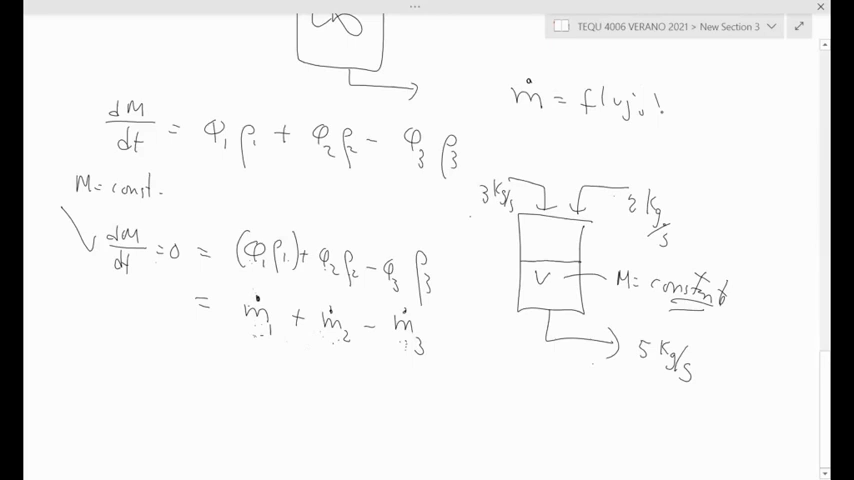 TEQU 4006 VERANO 2021 > New Section 3
ṁ = flujo!
dM/dt = φ₁ρ₁ + φ₂ρ₂ - φ₃ρ₃
M = const.
dM/dt = 0 = (φ₁ρ₁) + φ₂ρ₂ - φ₃ρ₃
= ṁ₁ + ṁ₂ - ṁ₃
3 Kg/s
2 Kg/s
V
M = constante
5 Kg/s